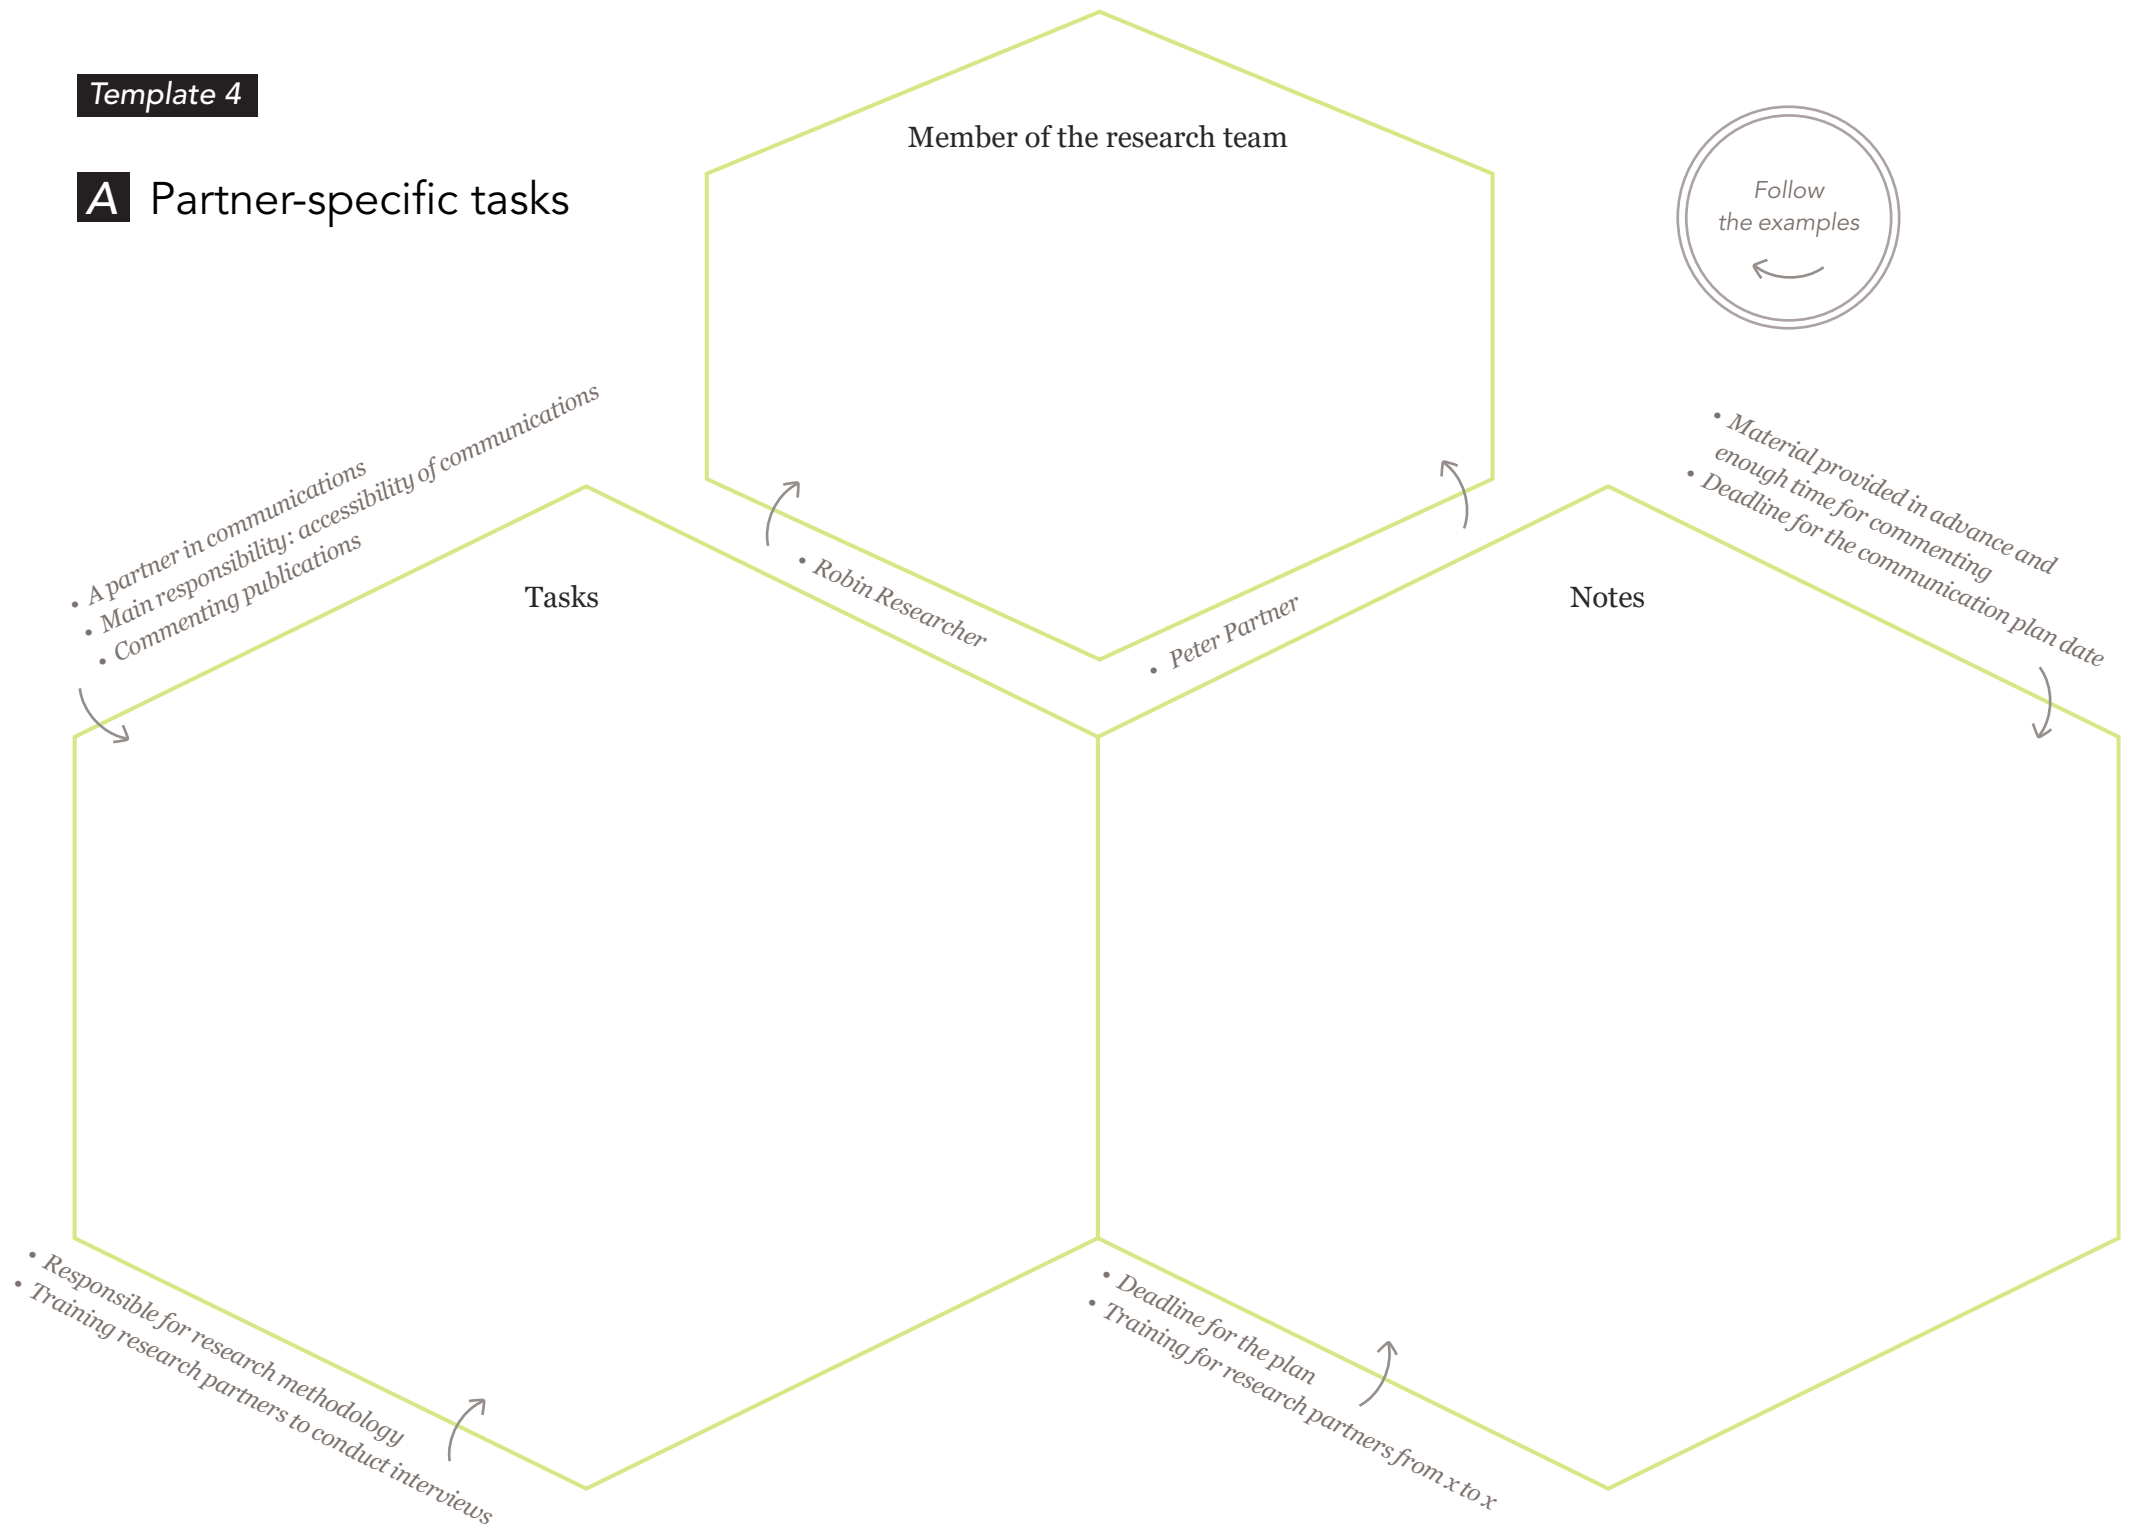 Template 4
A Partner-specific tasks
Member of the research team
Follow
the examples
• Robin Researcher
• Peter Partner
• A partner in communications
• Main responsibility: accessibility of communications
• Commenting publications
Tasks
• Responsible for research methodology
• Training research partners to conduct interviews
• Material provided in advance and
enough time for commenting
• Deadline for the communication plan date
Notes
• Deadline for the plan
• Training for research partners from x to x